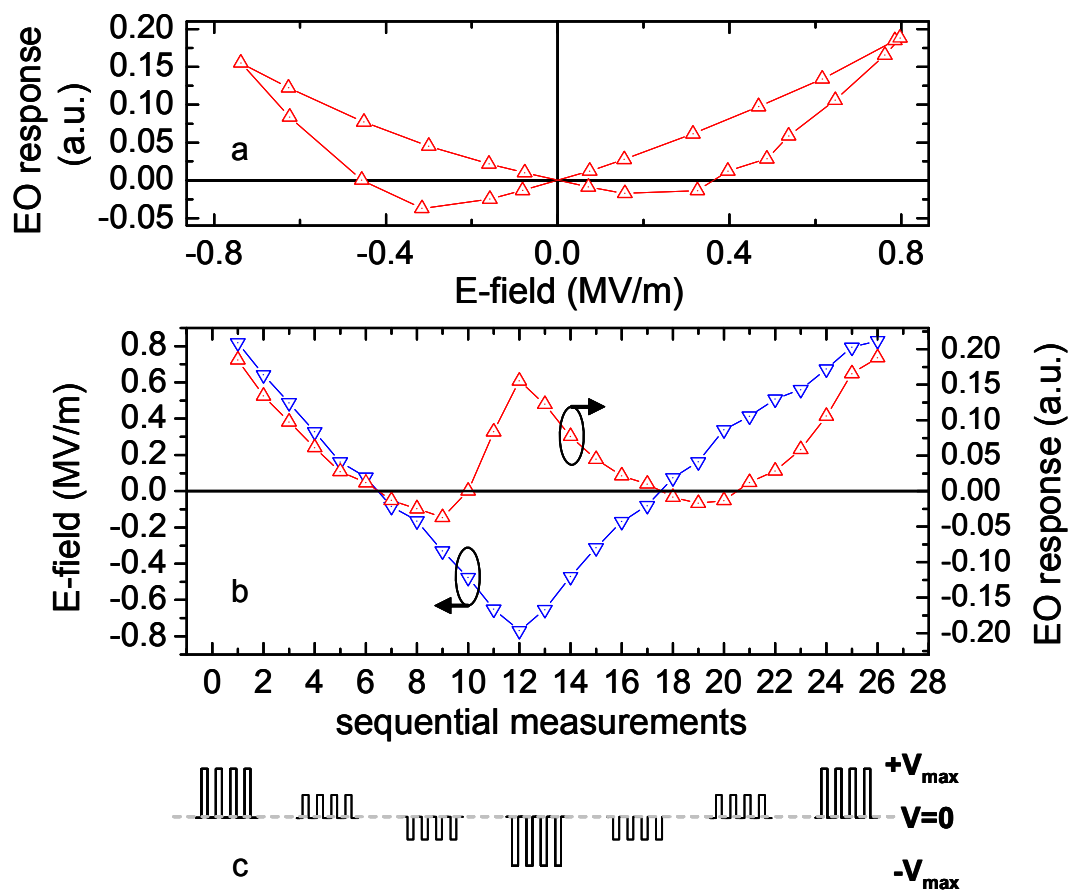 EO response
(a.u.)
0.20
0.15
0.10
0.05
0.00
-0.05
a
-0.8 -0.4 0.0 0.4 0.8
E-field (MV/m)
E-field (MV/m)
0.8
0.6
0.4
0.2
0.0
-0.2
-0.4
-0.6
-0.8
b
0.20
0.15
0.10
0.05
0.00
-0.05
-0.10
-0.15
-0.20
EO response (a.u.)
0 2 4 6 8 10 12 14 16 18 20 22 24 26 28
sequential measurements
+Vmax
V=0
-Vmax
c